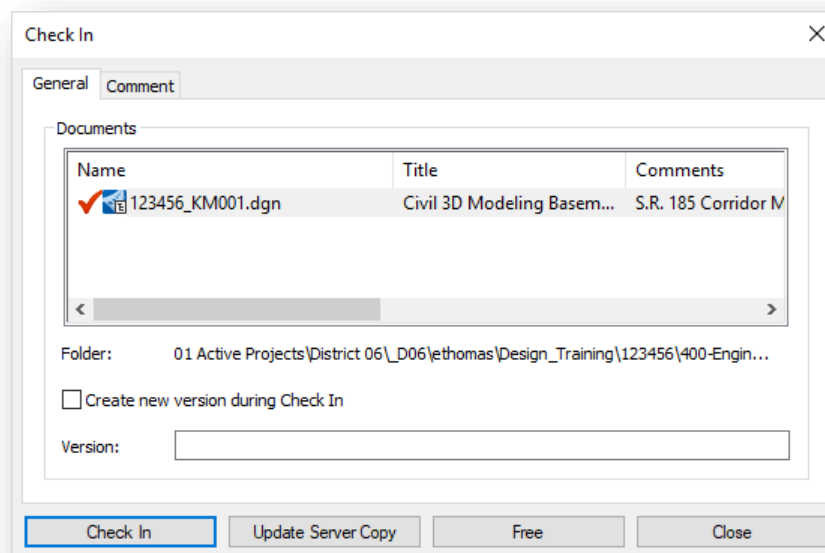 Check In
General Comment
Documents
Name Title Comments
123456_KM001.dgn Civil 3D Modeling Basem... S.R. 185 Corridor M
Folder: 01 Active Projects\District 06\_D06\ethomas\Design_Training\123456\400-Engin...
Create new version during Check In
Version:
Check In Update Server Copy Free Close